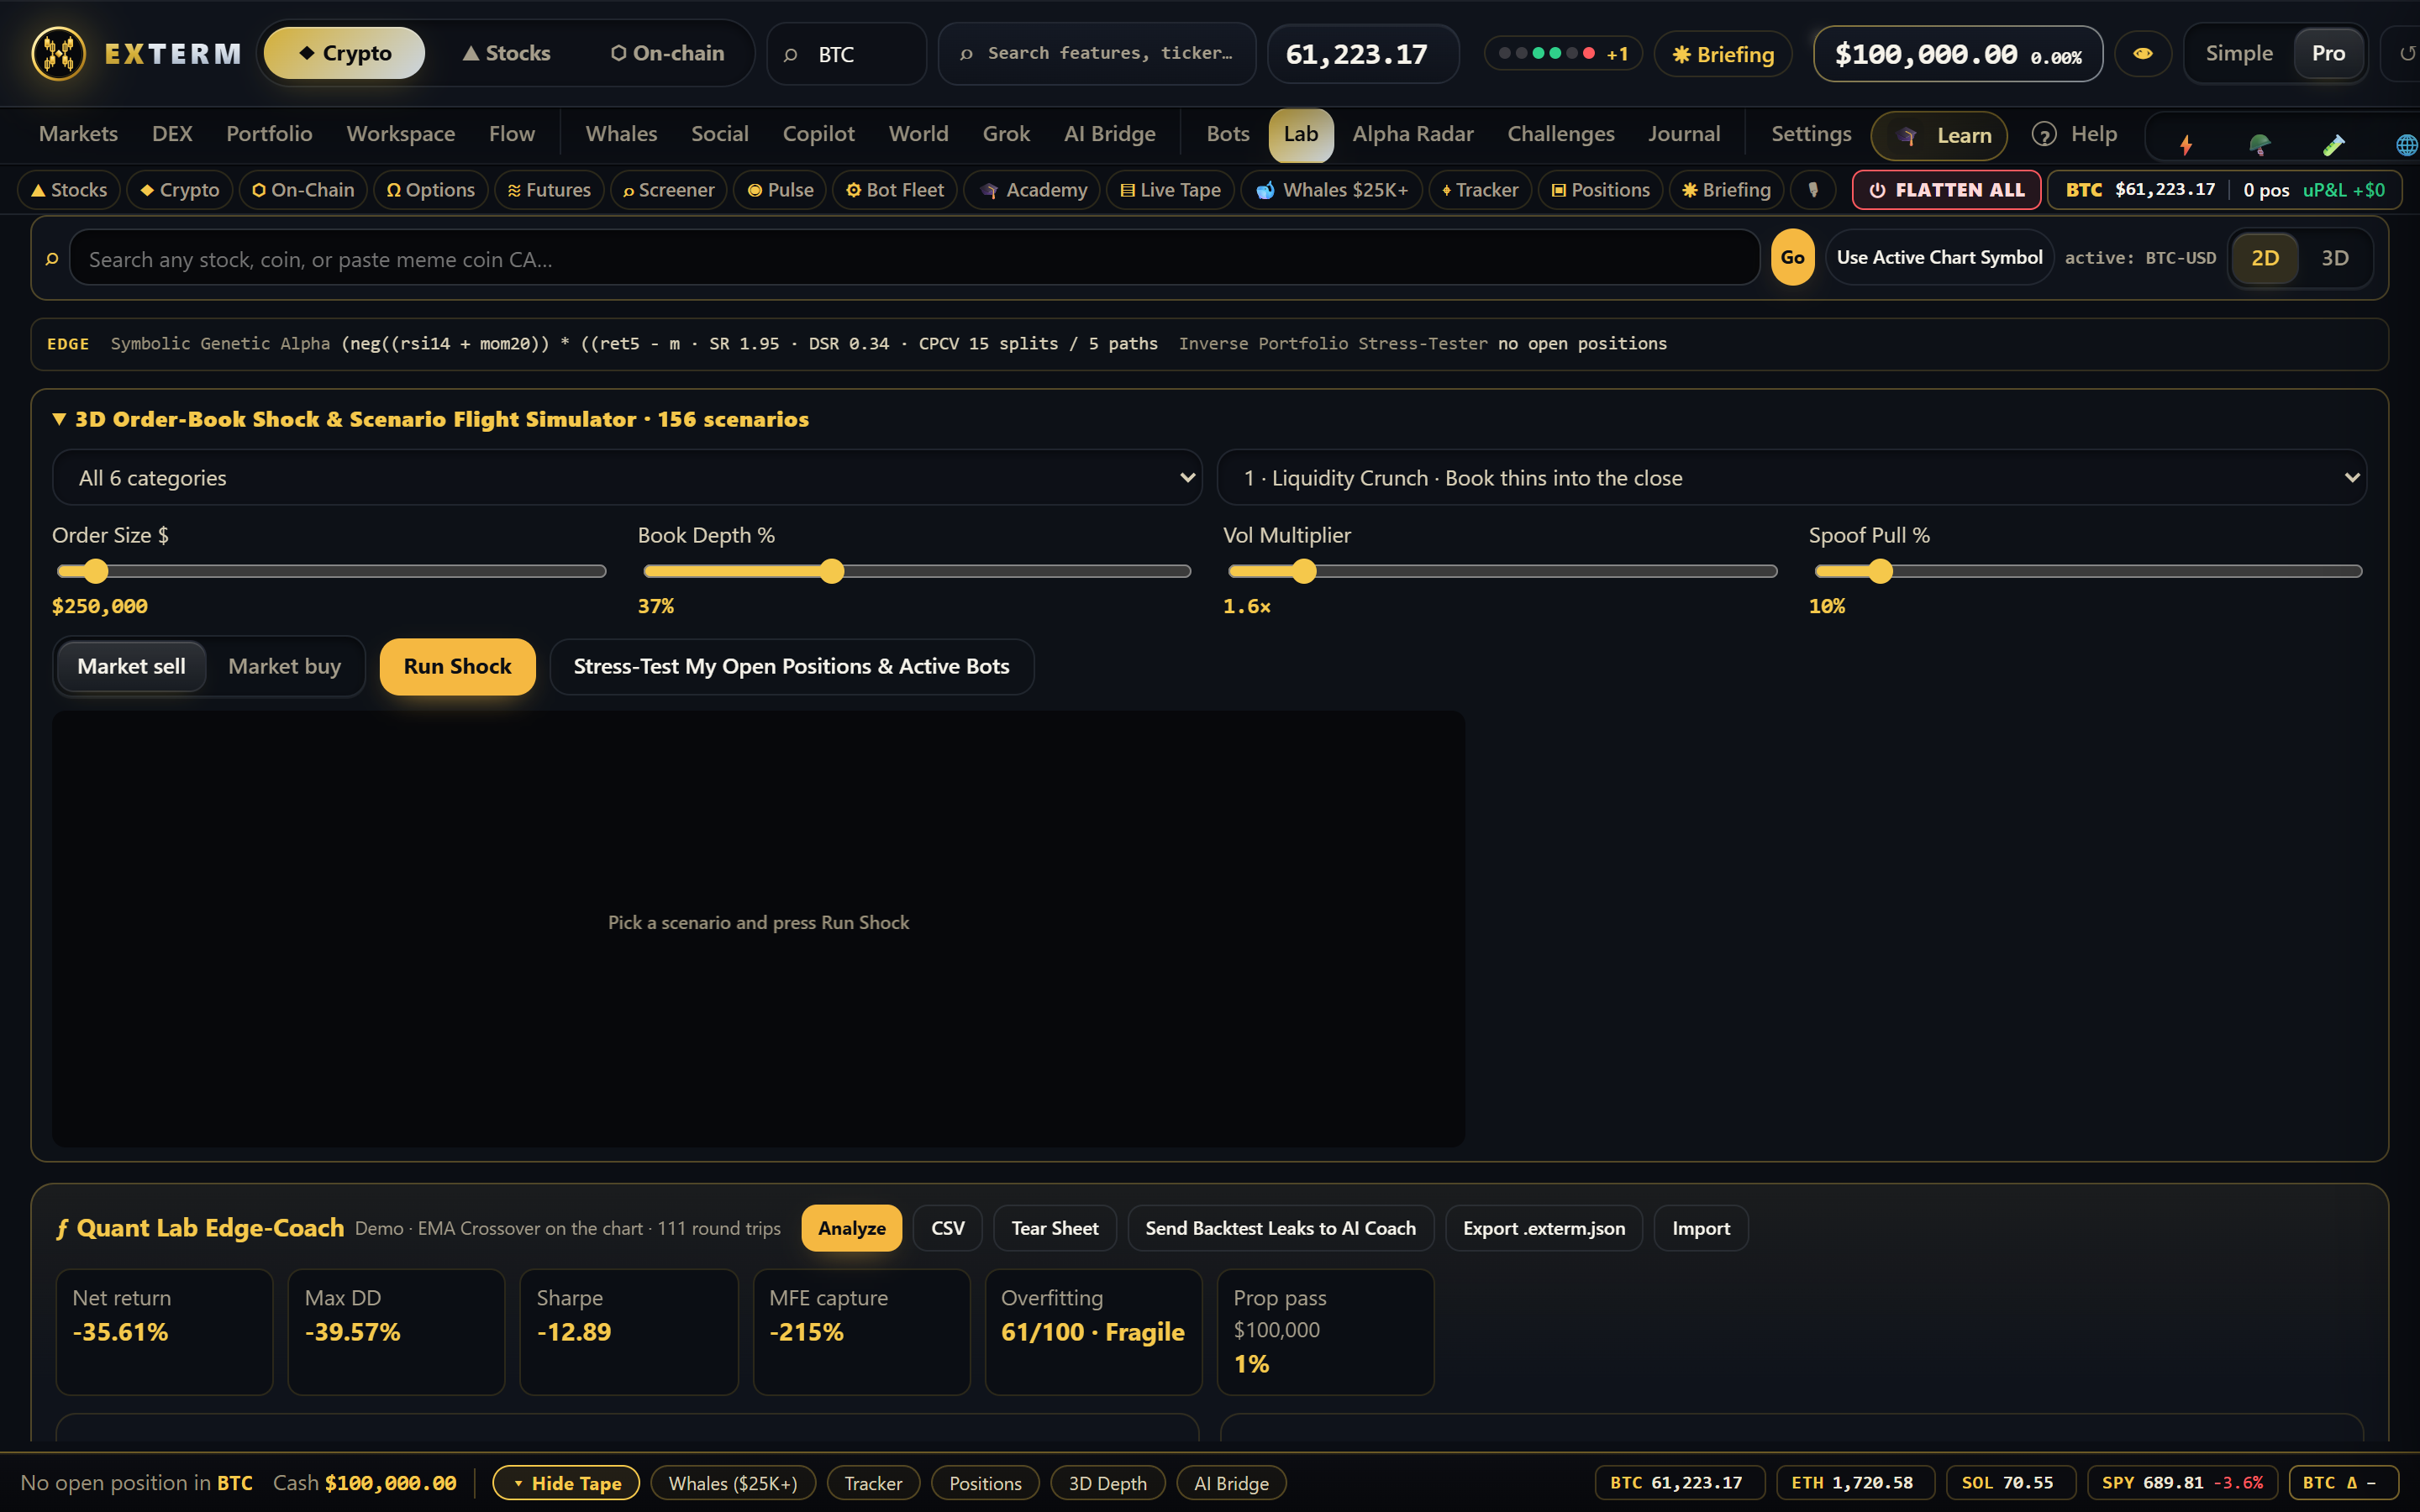 EXTERM Crypto Stocks On-chain BTC Search features, ticker… 61,223.17 +1 Briefing $100,000.00 0.00% Simple Pro
Markets DEX Portfolio Workspace Flow Whales Social Copilot World Grok AI Bridge Bots Lab Alpha Radar Challenges Journal Settings Learn Help
Stocks Crypto On-Chain Options Futures Screener Pulse Bot Fleet Academy Live Tape Whales $25K+ Tracker Positions Briefing FLATTEN ALL BTC $61,223.17 0 pos uP&L +$0
Search any stock, coin, or paste meme coin CA... Go Use Active Chart Symbol active: BTC-USD 2D 3D
EDGE Symbolic Genetic Alpha (neg((rsi14 + mom20)) * ((ret5 - m · SR 1.95 · DSR 0.34 · CPCV 15 splits / 5 paths Inverse Portfolio Stress-Tester no open positions
▼ 3D Order-Book Shock & Scenario Flight Simulator · 156 scenarios
All 6 categories 1 · Liquidity Crunch · Book thins into the close
Order Size $ Book Depth % Vol Multiplier Spoof Pull %
$250,000 37% 1.6× 10%
Market sell Market buy Run Shock Stress-Test My Open Positions & Active Bots
Pick a scenario and press Run Shock
ƒ Quant Lab Edge-Coach Demo · EMA Crossover on the chart · 111 round trips Analyze CSV Tear Sheet Send Backtest Leaks to AI Coach Export .exterm.json Import
Net return Max DD Sharpe MFE capture Overfitting Prop pass
$100,000
-35.61% -39.57% -12.89 -215% 61/100 · Fragile 1%
No open position in BTC Cash $100,000.00 ▼ Hide Tape Whales ($25K+) Tracker Positions 3D Depth AI Bridge BTC 61,223.17 ETH 1,720.58 SOL 70.55 SPY 689.81 -3.6% BTC Δ –